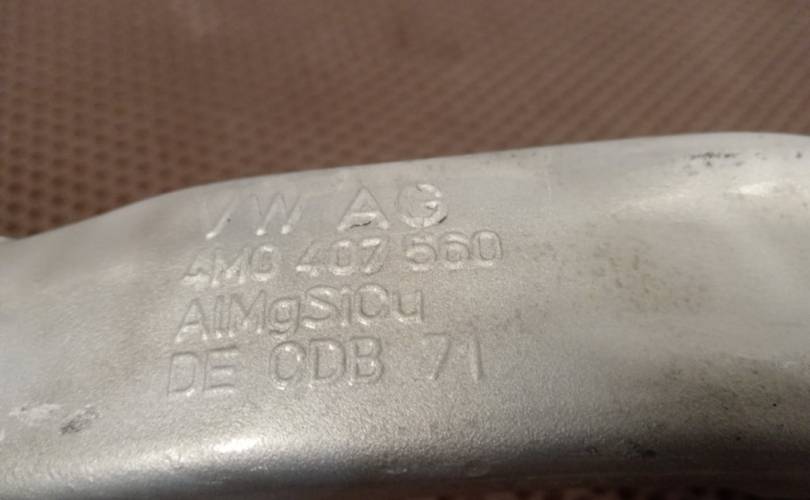 VW AG
4M0 407 560
AlMgSiCu
DE CDB 71